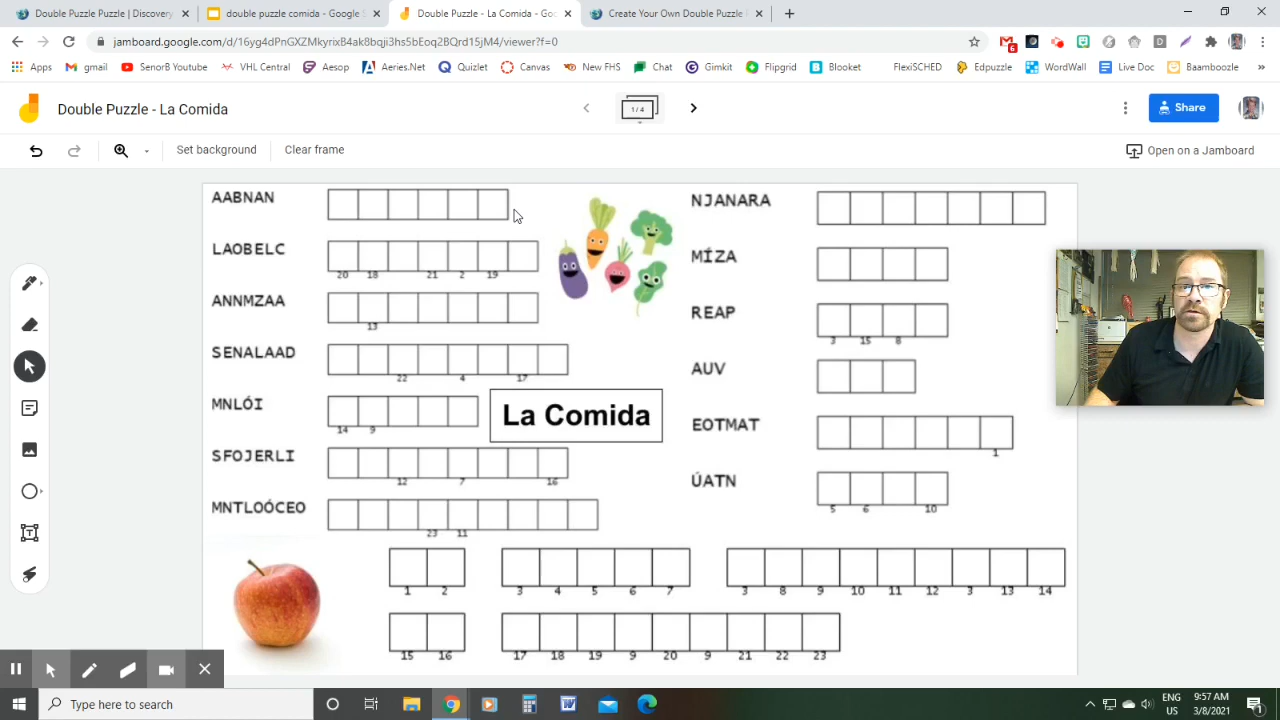 Double Puzzle | Discovery
double puzzle comida - Google S
Double Puzzle - La Comida - Goo
Create Your Own Double Puzzle
jamboard.google.com/d/16yg4dPnGXZMkyrixB4ak8bqji3hs5bEoq2BQrd15jM4/viewer?f=0
Apps gmail SenorB Youtube VHL Central Aesop Aeries.Net Quizlet Canvas New FHS Chat Gimkit Flipgrid Blooket FlexiSCHED Edpuzzle WordWall Live Doc Baamboozle »
Double Puzzle - La Comida
1 / 4
Share
Set background
Clear frame
Open on a Jamboard
AABNAN
LAOBELC
20 18 21 2 19
ANNMZAA
13
SENALAAD
22 4 17
MNLÓI
14 9
SFOJERLI
12 7 16
MNTLOÓCEO
23 11
La Comida
NJANARA
MÍZA
REAP
3 15 8
AUV
EOTMAT
1
ÚATN
5 6 10
1 2 3 4 5 6 7 3 8 9 10 11 12 3 13 14
15 16 17 18 19 9 20 9 21 22 23
Type here to search
ENG
US
9:57 AM
3/8/2021